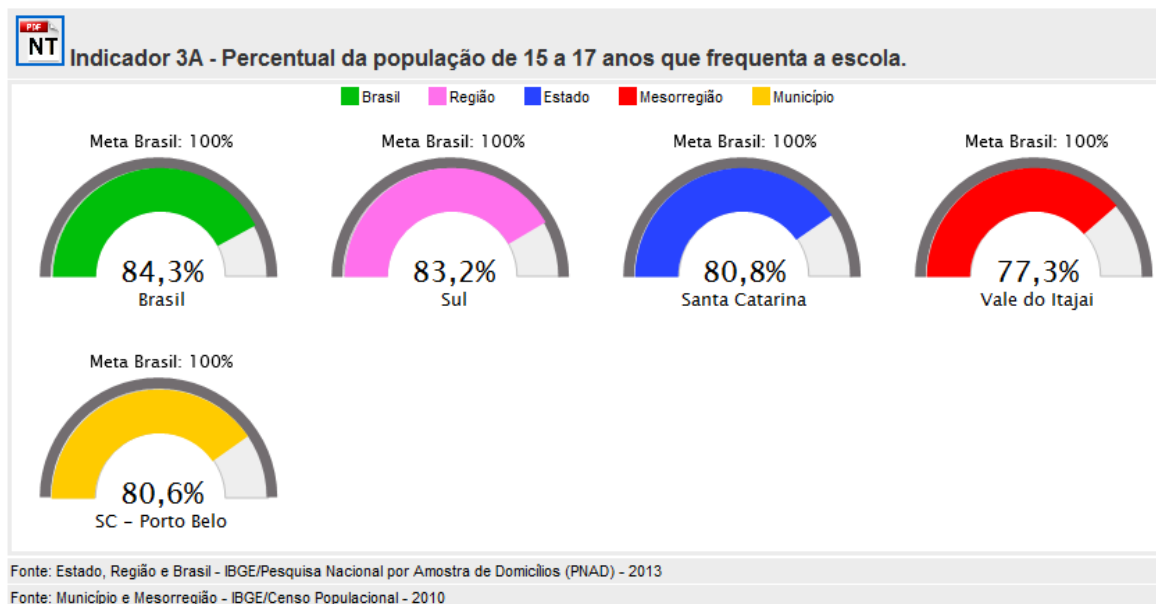 PDF
NT
Indicador 3A - Percentual da população de 15 a 17 anos que frequenta a escola.
Brasil Região Estado Mesorregião Município
Meta Brasil: 100% Meta Brasil: 100% Meta Brasil: 100% Meta Brasil: 100%
84,3% 83,2% 80,8% 77,3%
Brasil Sul Santa Catarina Vale do Itajai
Meta Brasil: 100%
80,6%
SC - Porto Belo
Fonte: Estado, Região e Brasil - IBGE/Pesquisa Nacional por Amostra de Domicílios (PNAD) - 2013
Fonte: Município e Mesorregião - IBGE/Censo Populacional - 2010